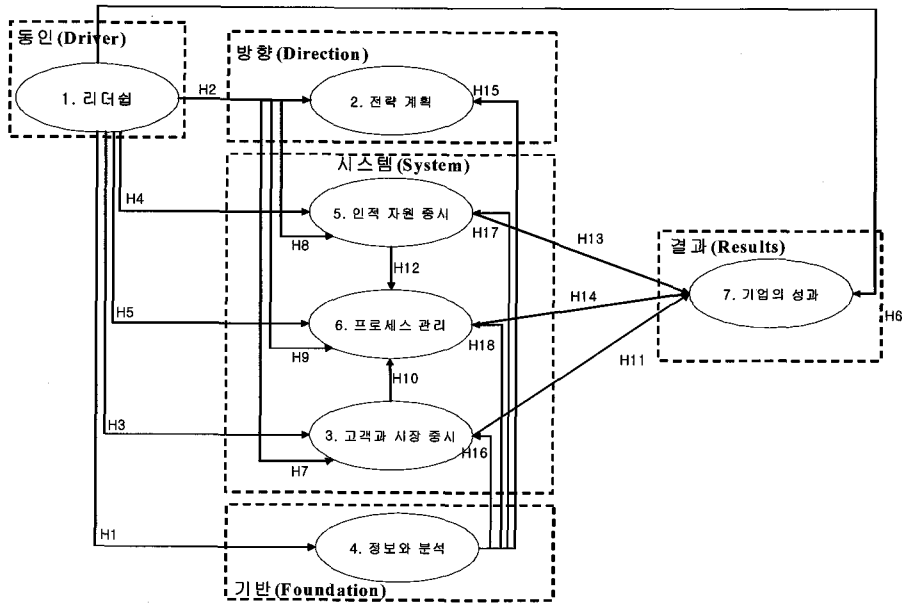 동인(Driver)
1. 리더쉽
H2
방향(Direction)
2. 전략 계획
H15
시스템(System)
H4
5. 인적 자원 중시
H8
H17
H13
H12
결과(Results)
7. 기업의 성과
H6
H5
6. 프로세스 관리
H14
H9
H18
H10
H11
H3
3. 고객과 시장 중시
H7
H16
H1
4. 정보와 분석
기반(Foundation)